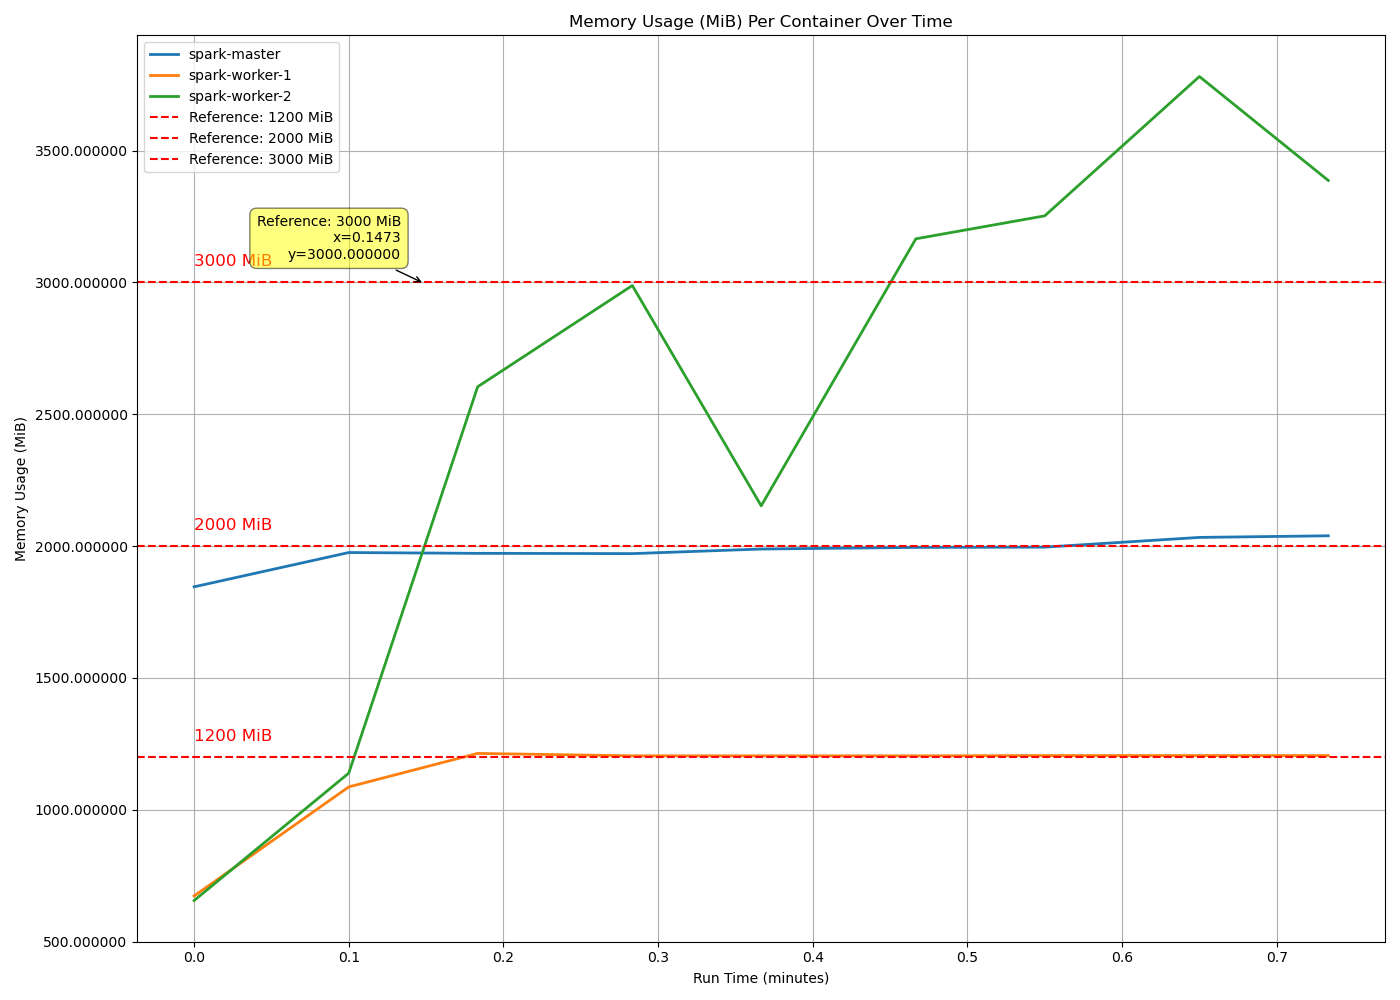 Memory Usage (MiB) Per Container Over Time
spark-master
spark-worker-1
spark-worker-2
Reference: 1200 MiB
Reference: 2000 MiB
Reference: 3000 MiB
Reference: 3000 MiB
x=0.1473
y=3000.000000
3000 MiB
2000 MiB
1200 MiB
3500.000000
3000.000000
2500.000000
2000.000000
1500.000000
1000.000000
500.000000
Memory Usage (MiB)
0.0 0.1 0.2 0.3 0.4 0.5 0.6 0.7
Run Time (minutes)